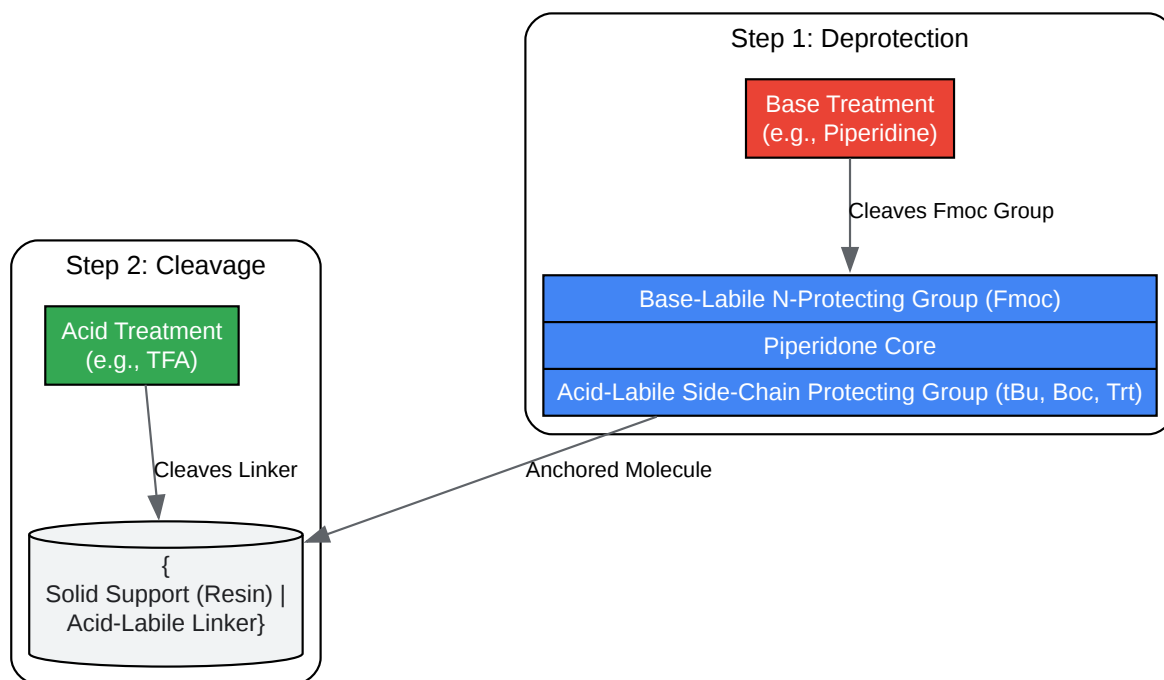 Step 1: Deprotection
Base Treatment
(e.g., Piperidine)
Cleaves Fmoc Group
Base-Labile N-Protecting Group (Fmoc)
Piperidone Core
Acid-Labile Side-Chain Protecting Group (tBu, Boc, Trt)
Anchored Molecule
Step 2: Cleavage
Acid Treatment
(e.g., TFA)
Cleaves Linker
{
Solid Support (Resin) |
Acid-Labile Linker}